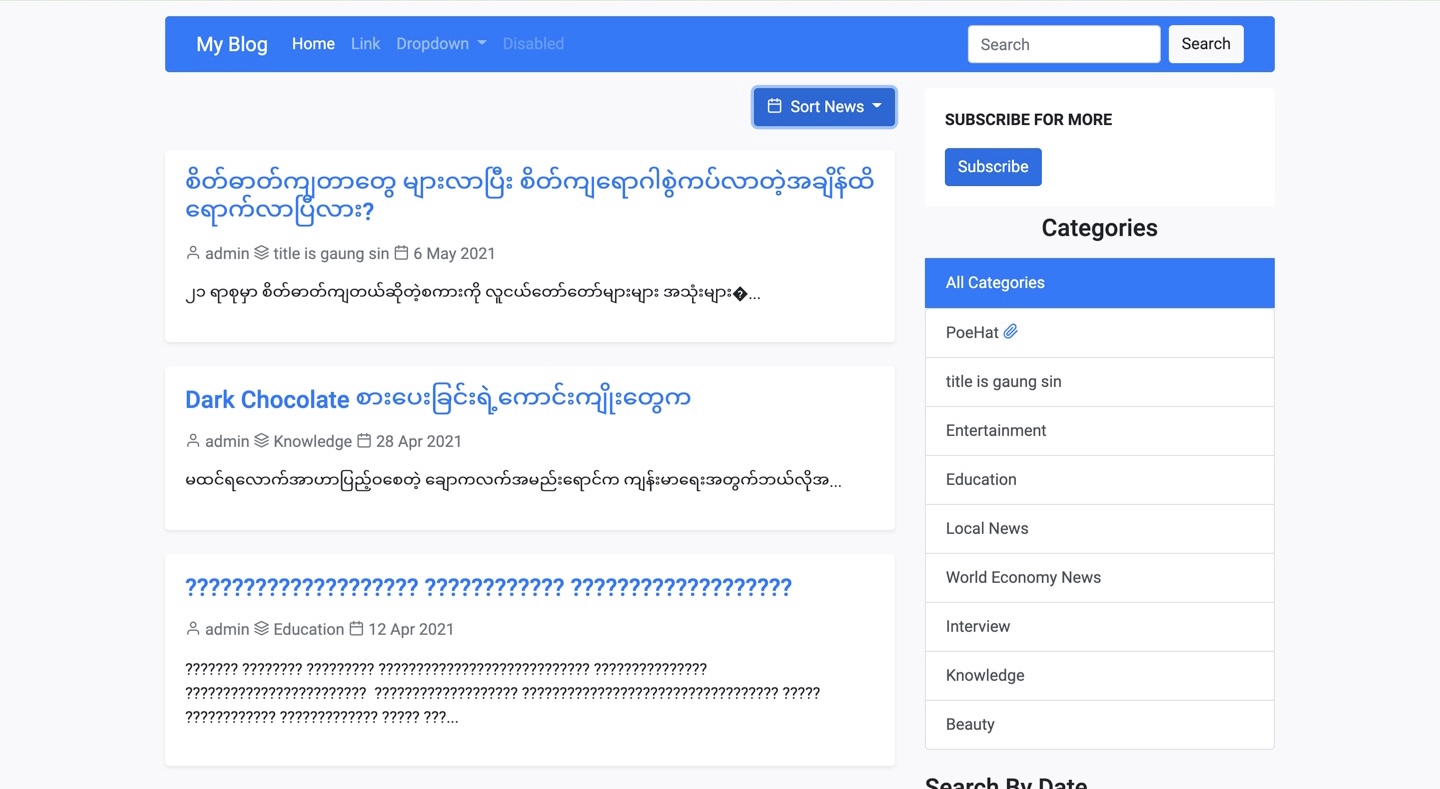 My Blog Home Link Dropdown Disabled Search Search
Sort News
စိတ်ဓာတ်ကျတာတွေ များလာပြီး စိတ်ကျရောဂါစွဲကပ်လာတဲ့အချိန်ထိ
ရောက်လာပြီလား?
admin title is gaung sin 6 May 2021
၂၁ ရာစုမှာ စိတ်ဓာတ်ကျတယ်ဆိုတဲ့စကားကို လူငယ်တော်တော်များများ အသုံးများ�...
Dark Chocolate စားပေးခြင်းရဲ့ကောင်းကျိုးတွေက
admin Knowledge 28 Apr 2021
မထင်ရလောက်အာဟာပြည့်ဝစေတဲ့ ချောကလက်အမည်းရောင်က ကျန်းမာရေးအတွက်ဘယ်လိုအ...
???????????????????? ???????????? ???????????????????
admin Education 12 Apr 2021
??????? ???????? ????????? ???????????????????????????? ???????????????
???????????????????????? ??????????????????? ?????????????????????????????????? ?????
???????????? ????????????? ????? ???...
SUBSCRIBE FOR MORE
Subscribe
Categories
All Categories
PoeHat
title is gaung sin
Entertainment
Education
Local News
World Economy News
Interview
Knowledge
Beauty
Search By Date